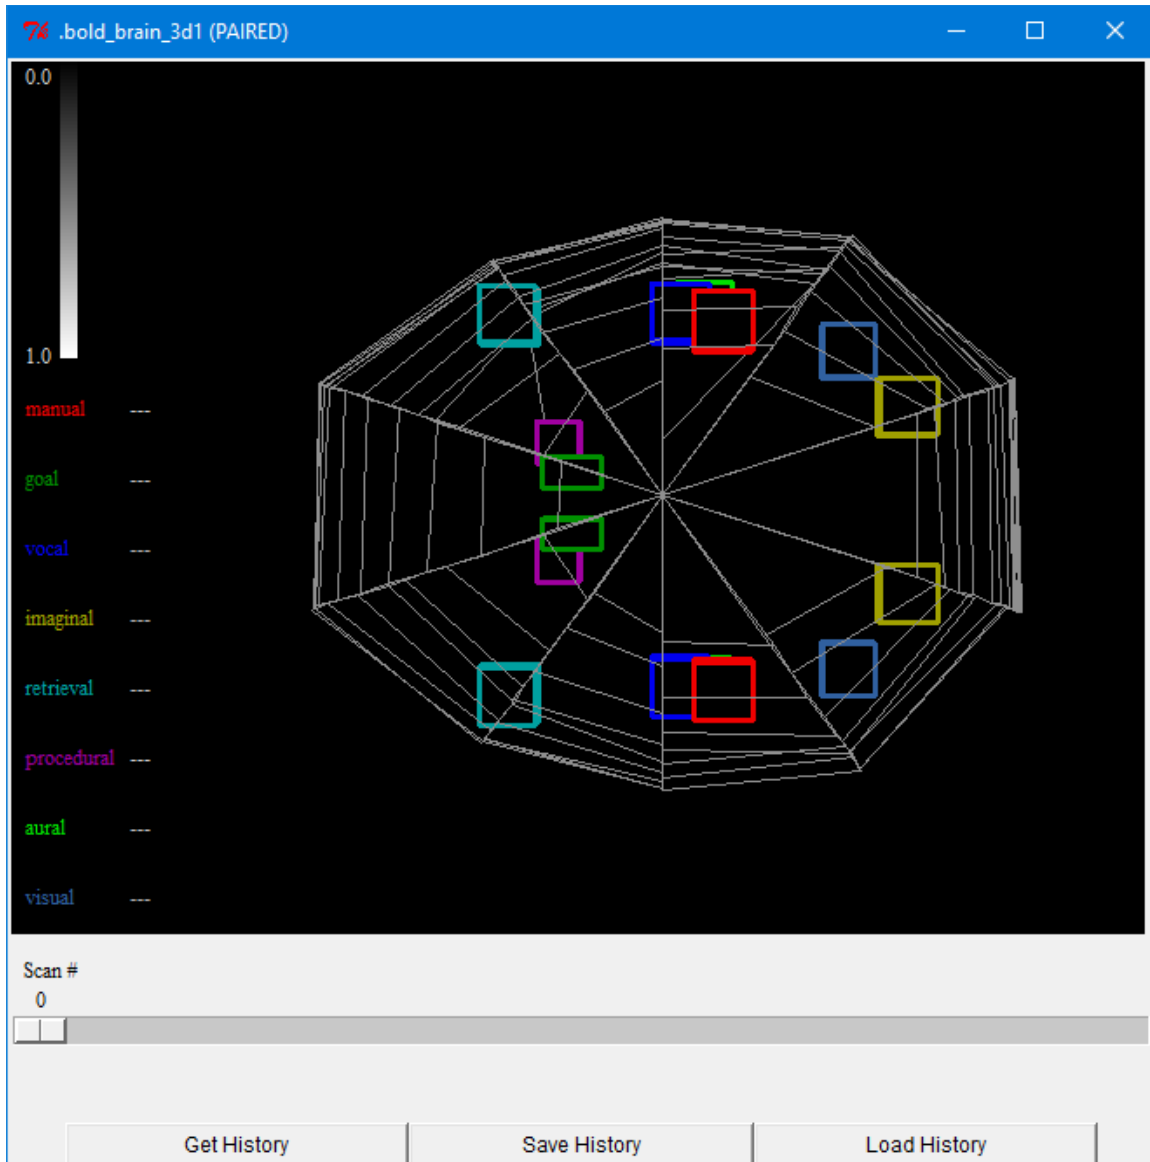 .bold_brain_3d1 (PAIRED)
0.0
1.0
manual ---
goal ---
vocal ---
imaginal ---
retrieval ---
procedural ---
aural ---
visual ---
Scan #
0
Get History Save History Load History